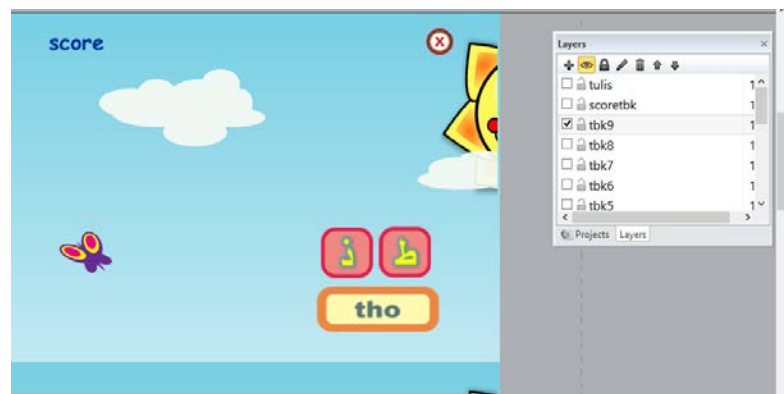 score
X
ذ ط
tho
Layers
tulis
scoretbk
tbk9
tbk8
tbk7
tbk6
tbk5
Projects Layers